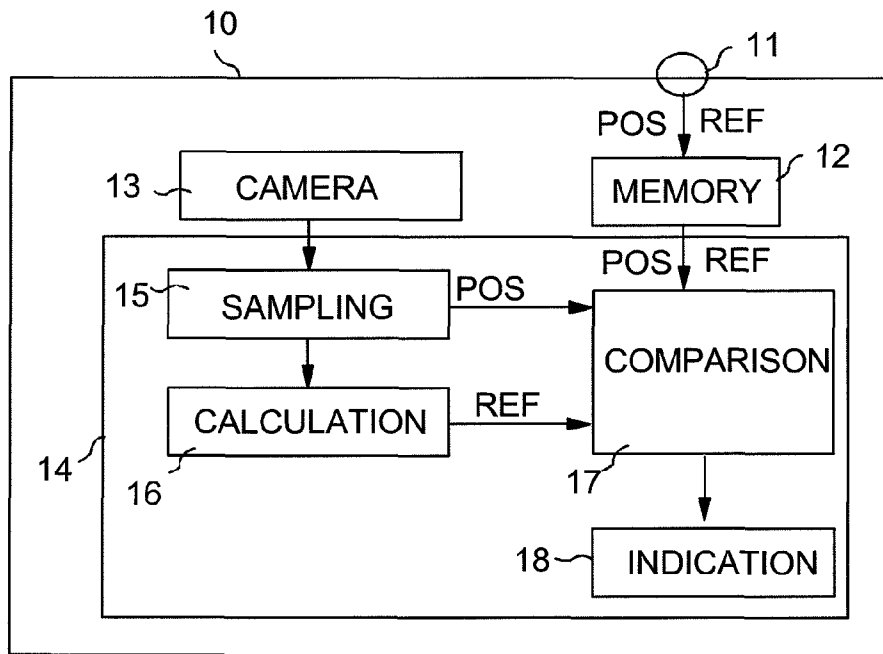 10
11
POS REF
13 CAMERA
MEMORY 12
POS REF
15 SAMPLING POS
COMPARISON
CALCULATION REF
14
16
17
18 INDICATION